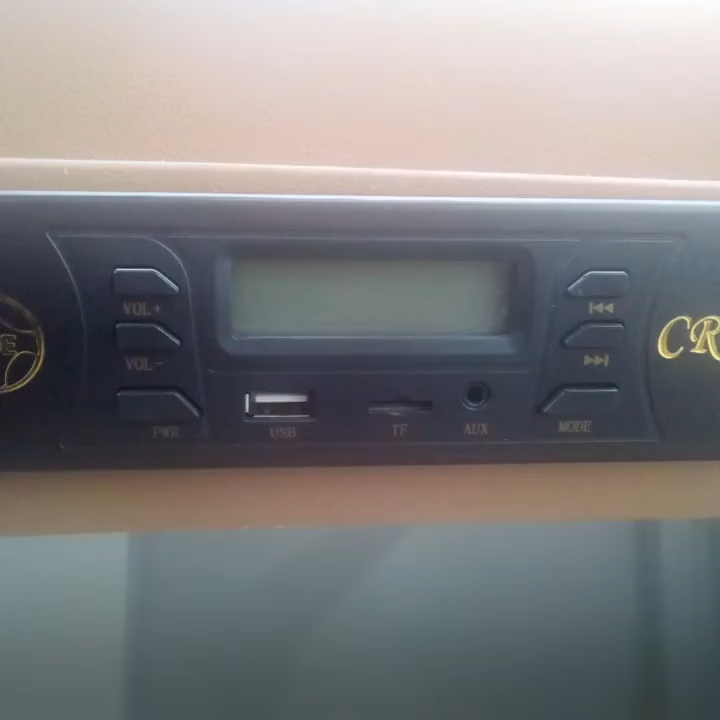 E
VOL+
VOL-
PWR
USB
TF
AUX
MODE
CR